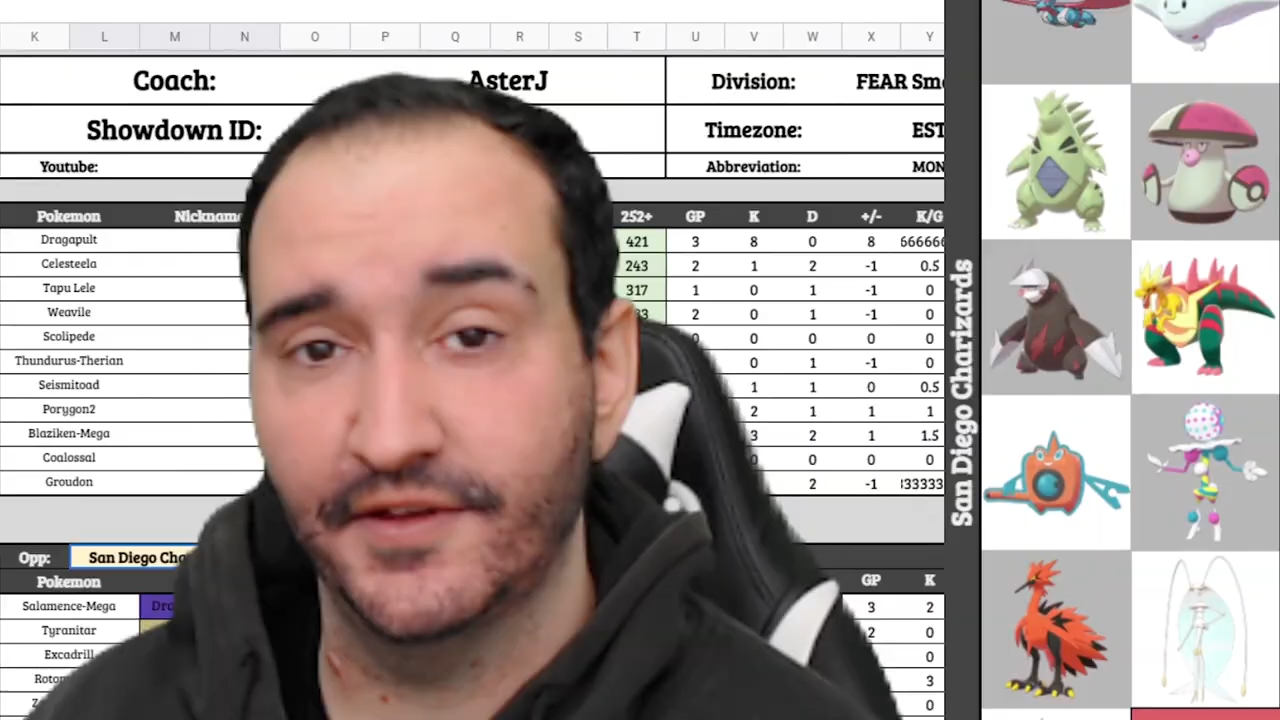 K L M N O P Q R S T U V W X Y
Coach: AsterJ Division: FEAR
Showdown ID: Timezone: EST
Youtube: Abbreviation: MON
Pokemon 252+ GP K D +/- K/G
Dragapult 421 3 8 0 8 666666
Celesteela 243 2 1 2 -1 0.5
Tapu Lele 317 1 0 1 -1 0
Weavile 2 0 1 -1 0
Scolipede 0 0 0 0
Thundurus-Therian 0 1 -1 0
Seismitoad 1 1 0 0.5
Porygon2 2 1 1 1
Blaziken-Mega 3 2 1 1.5
Coalossal 0 0 0 0
Groudon 2 -1 33333
Opp: San Diego
Pokemon GP K
Salamence-Mega 3 2
Tyranitar 2 0
Excadrill 0
3
0
San Diego Charizards